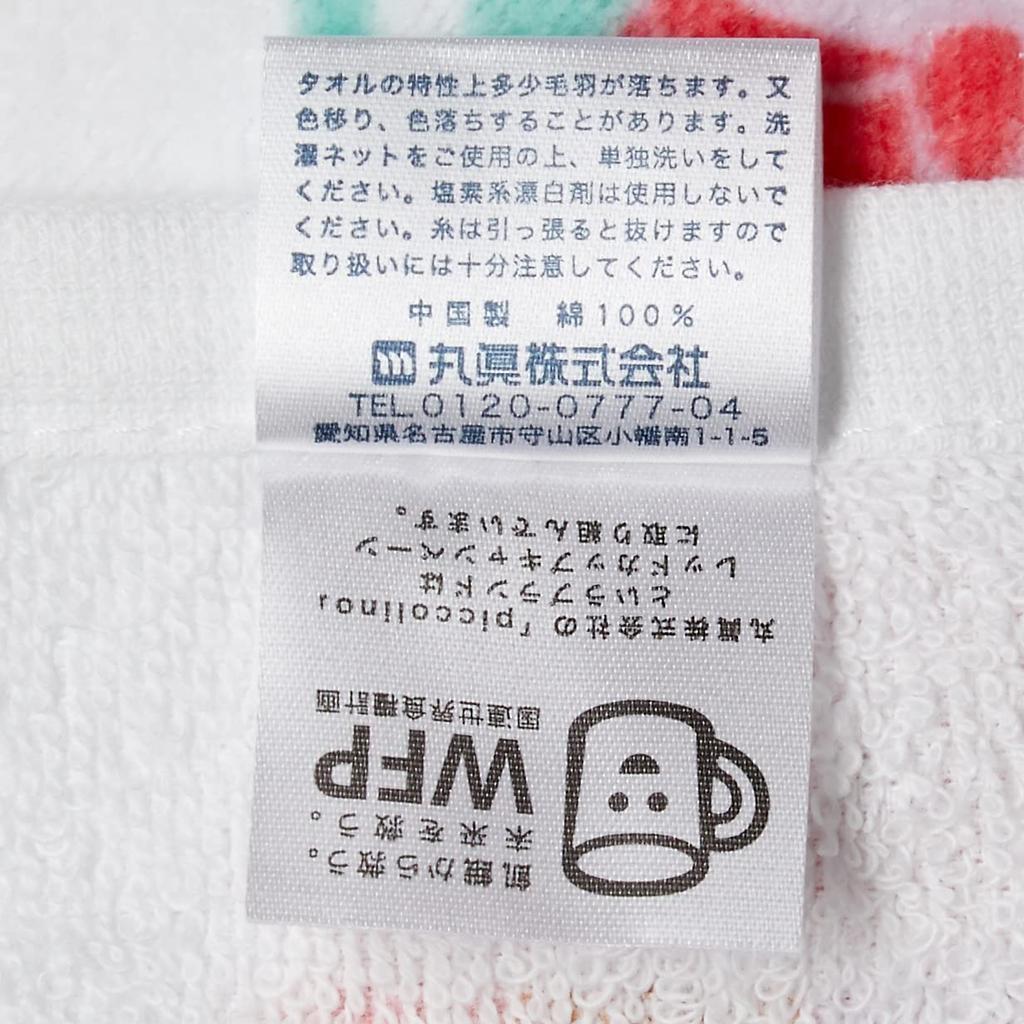 タオルの特性上多少毛羽が落ちます。又
色移り、色落ちすることがあります。洗
濯ネットをご使用の上、単独洗いをして
ください。塩素系漂白剤は使用しないで
ください。糸は引っ張ると抜けますので
取り扱いには十分注意してください。
中国製 綿100%
丸眞株式会社
TEL.0120-0777-04
愛知県名古屋市守山区小幡南1-1-5
飢餓から救う。
未来を救う。
WFP
国連世界食糧計画
丸眞株式会社の「piccolino」
というブランドは
レッドカップキャンペーン
に取り組んでいます。